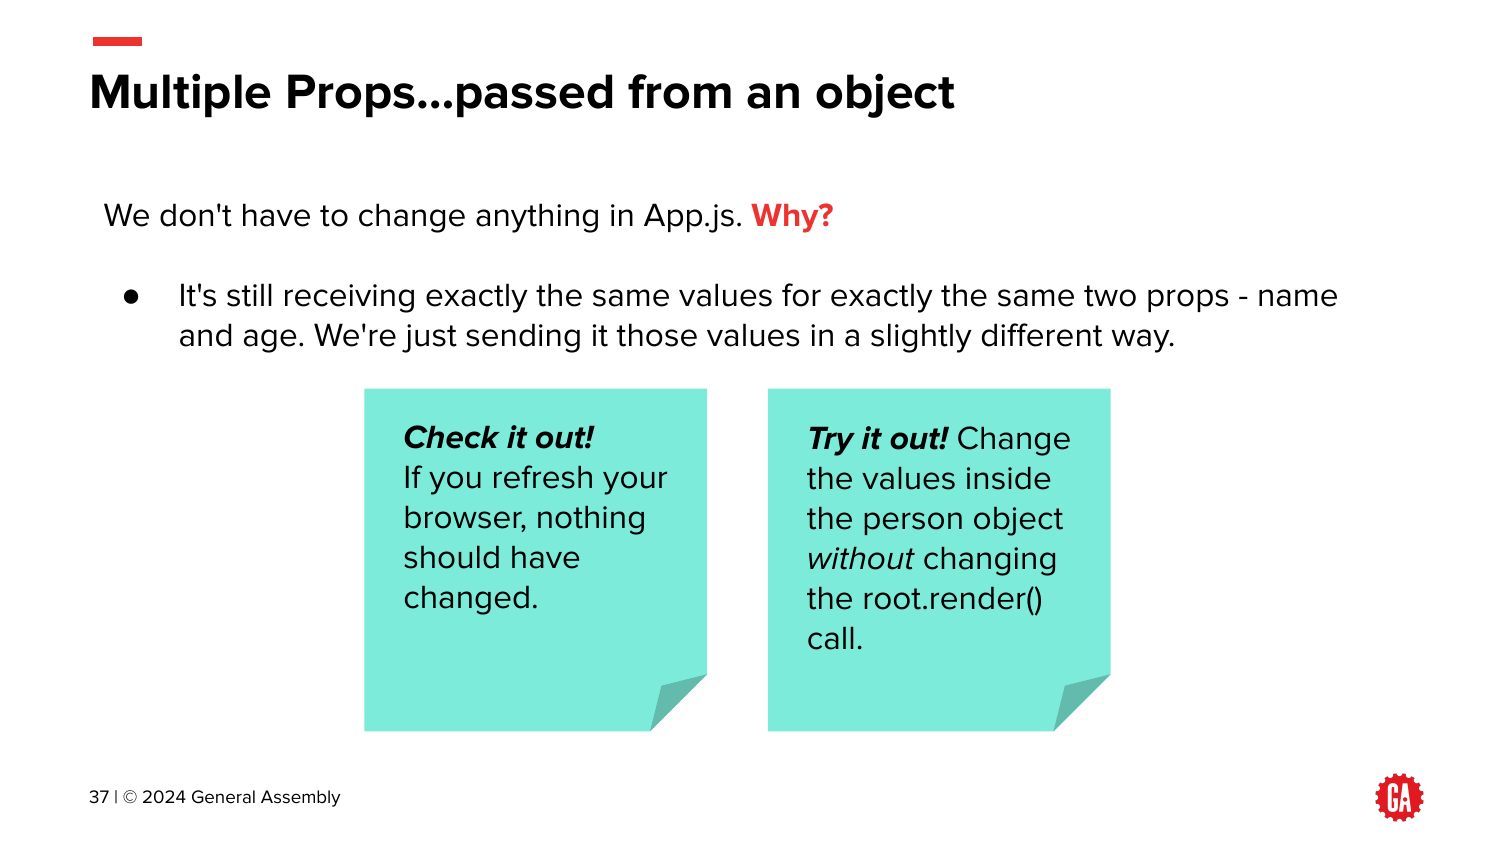 Multiple Props...passed from an object
We don't have to change anything in App.js. Why?
● It's still receiving exactly the same values for exactly the same two props - name
and age. We're just sending it those values in a slightly different way.
Check it out!
If you refresh your
browser, nothing
should have
changed.
Try it out! Change
the values inside
the person object
without changing
the root.render()
call.
37 | © 2024 General Assembly
GA